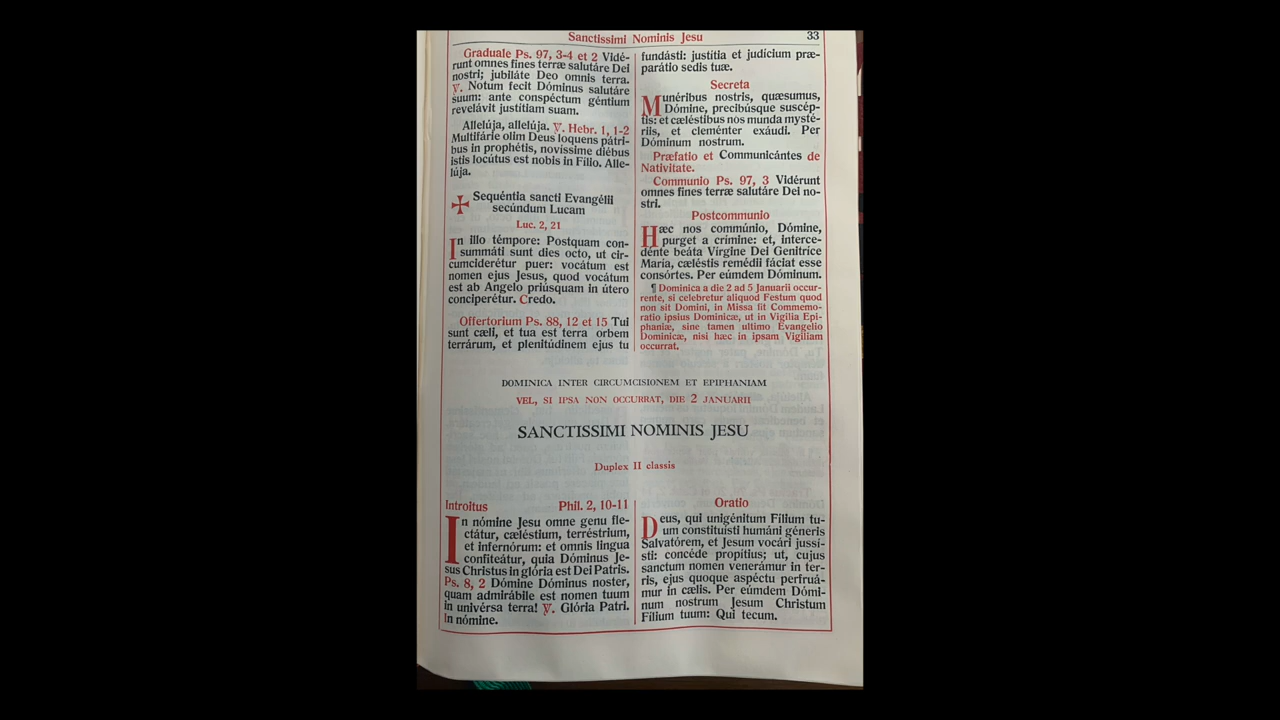 Sanctissimi Nominis Jesu 33
Graduale Ps. 97, 3-4 et 2 Vidé-
runt omnes fines terræ salutáre Dei
nostri; jubiláte Deo omnis terra.
℣. Notum fecit Dóminus salutáre
suum: ante conspéctum géntium
revelávit justítiam suam.
Allelúja, allelúja. ℣. Hebr. 1, 1-2
Multifárie olim Deus loquens pátri-
bus in prophétis, novíssime diébus
istis locútus est nobis in Fílio. Alle-
lúja.
✠ Sequéntia sancti Evangélii
secúndum Lucam
Luc. 2, 21
In illo témpore: Postquam con-
summáti sunt dies octo, ut cir-
cumciderétur puer: vocátum est
nomen ejus Jesus, quod vocátum
est ab Angelo priúsquam in útero
conciperétur. Credo.
Offertorium Ps. 88, 12 et 15 Tui
sunt cæli, et tua est terra orbem
terrárum, et plenitúdinem ejus tu
fundásti: justítia et judícium præ-
parátio sedis tuæ.
Secreta
Munéribus nostris, quæsumus,
Dómine, precibúsque suscép-
tis: et cæléstibus nos munda mysté-
riis, et cleménter exáudi. Per
Dóminum nostrum.
Præfatio et Communicántes de
Nativitate.
Communio Ps. 97, 3 Vidérunt
omnes fines terræ salutáre Dei no-
stri.
Postcommunio
Hæc nos commúnio, Dómine,
purget a crímine: et, interce-
dénte beáta Vírgine Dei Genitríce
María, cæléstis remédii fáciat esse
consórtes. Per eúmdem Dóminum.
¶ Dominica a die 2 ad 5 Januarii occur-
rente, si celebretur aliquod Festum quod
non sit Domini, in Missa fit Commemo-
ratio ipsius Dominicæ, ut in Vigilia Epi-
phaniæ, sine tamen ultimo Evangelio
Dominicæ, nisi hæc in ipsam Vigiliam
occurrat.
DOMINICA INTER CIRCUMCISIONEM ET EPIPHANIAM
VEL, SI IPSA NON OCCURRAT, DIE 2 JANUARII
SANCTISSIMI NOMINIS JESU
Duplex II classis
Introitus Phil. 2, 10-11
In nómine Jesu omne genu fle-
ctátur, cæléstium, terréstrium,
et infernórum: et omnis lingua
confiteátur, quia Dóminus Je-
sus Christus in glória est Dei Patris.
Ps. 8, 2 Dómine Dóminus noster,
quam admirábile est nomen tuum
in univérsa terra! ℣. Glória Patri.
In nómine.
Oratio
Deus, qui unigénitum Fílium tu-
um constituísti humáni géneris
Salvatórem, et Jesum vocári jussí-
sti: concéde propítius; ut, cujus
sanctum nomen venerámur in ter-
ris, ejus quoque aspéctu perfruá-
mur in cælis. Per eúmdem Dómi-
num nostrum Jesum Christum
Fílium tuum: Qui tecum.